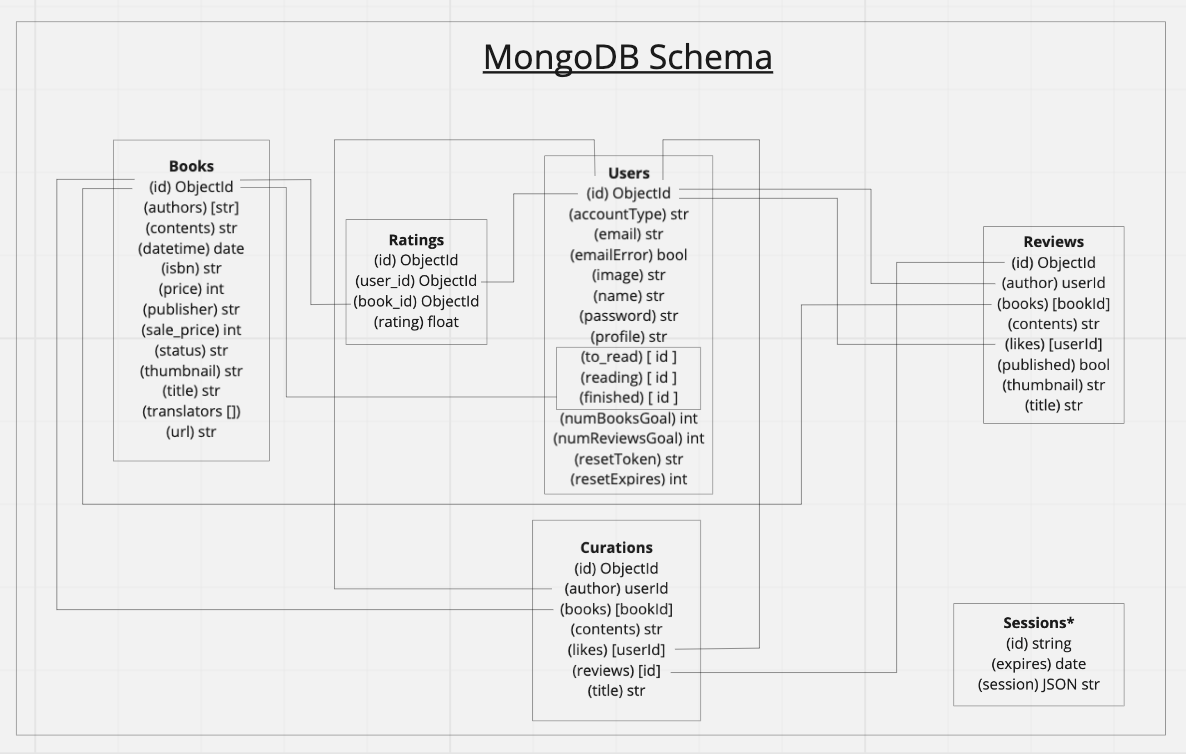 MongoDB Schema
Books
(id) ObjectId
(authors) [str]
(contents) str
(datetime) date
(isbn) str
(price) int
(publisher) str
(sale_price) int
(status) str
(thumbnail) str
(title) str
(translators [])
(url) str
Ratings
(id) ObjectId
(user_id) ObjectId
(book_id) ObjectId
(rating) float
Users
(id) ObjectId
(accountType) str
(email) str
(emailError) bool
(image) str
(name) str
(password) str
(profile) str
(to_read) [ id ]
(reading) [ id ]
(finished) [ id ]
(numBooksGoal) int
(numReviewsGoal) int
(resetToken) str
(resetExpires) int
Reviews
(id) ObjectId
(author) userId
(books) [bookId]
(contents) str
(likes) [userId]
(published) bool
(thumbnail) str
(title) str
Curations
(id) ObjectId
(author) userId
(books) [bookId]
(contents) str
(likes) [userId]
(reviews) [id]
(title) str
Sessions*
(id) string
(expires) date
(session) JSON str